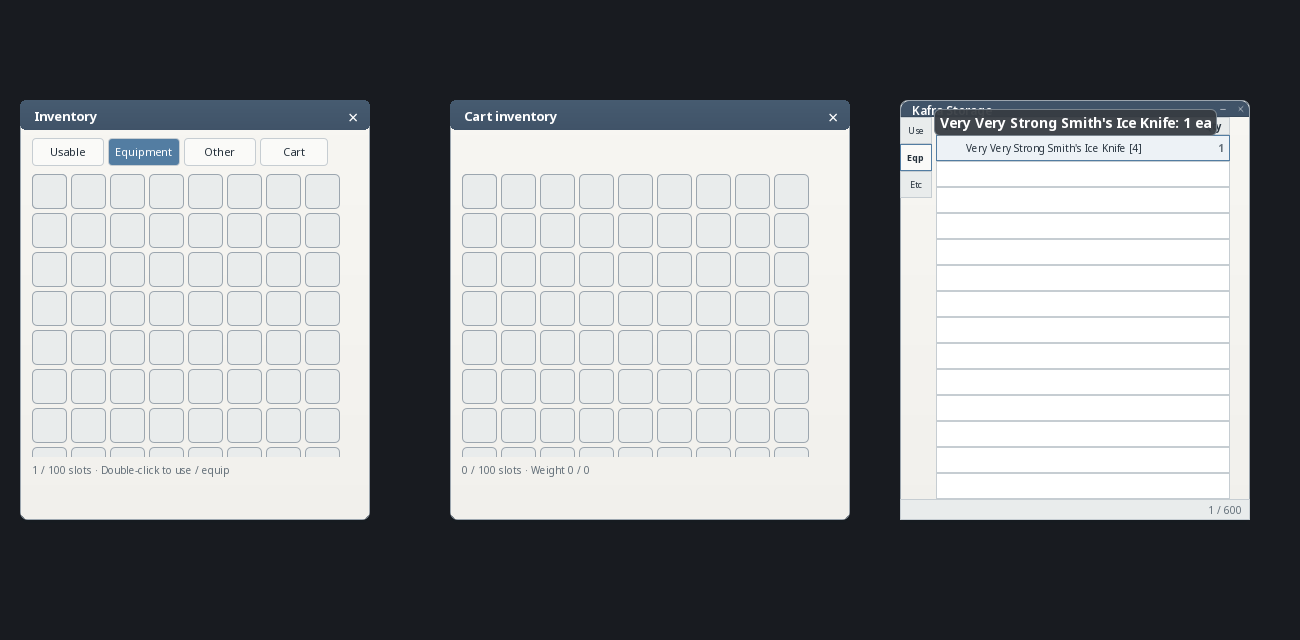 Inventory
×
Usable
Equipment
Other
Cart
1 / 100 slots · Double-click to use / equip
Cart inventory
×
0 / 100 slots · Weight 0 / 0
Kafra Storage
– ×
Very Very Strong Smith's Ice Knife: 1 ea
Use
Eqp
Etc
Very Very Strong Smith's Ice Knife [4] 1
1 / 600